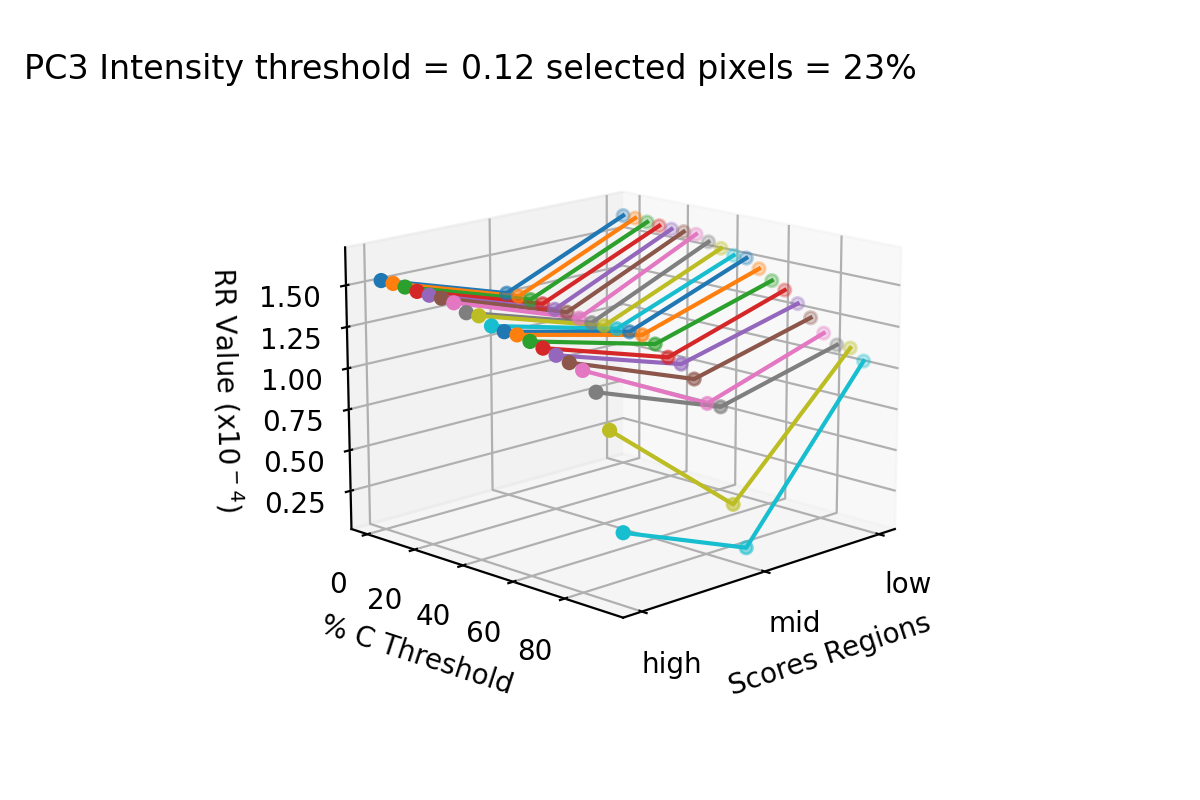 PC3 Intensity threshold = 0.12 selected pixels = 23%
RR Value (x10⁻⁴)
1.50
1.25
1.00
0.75
0.50
0.25
0
20
40
60
80
% C Threshold
high
mid
low
Scores Regions